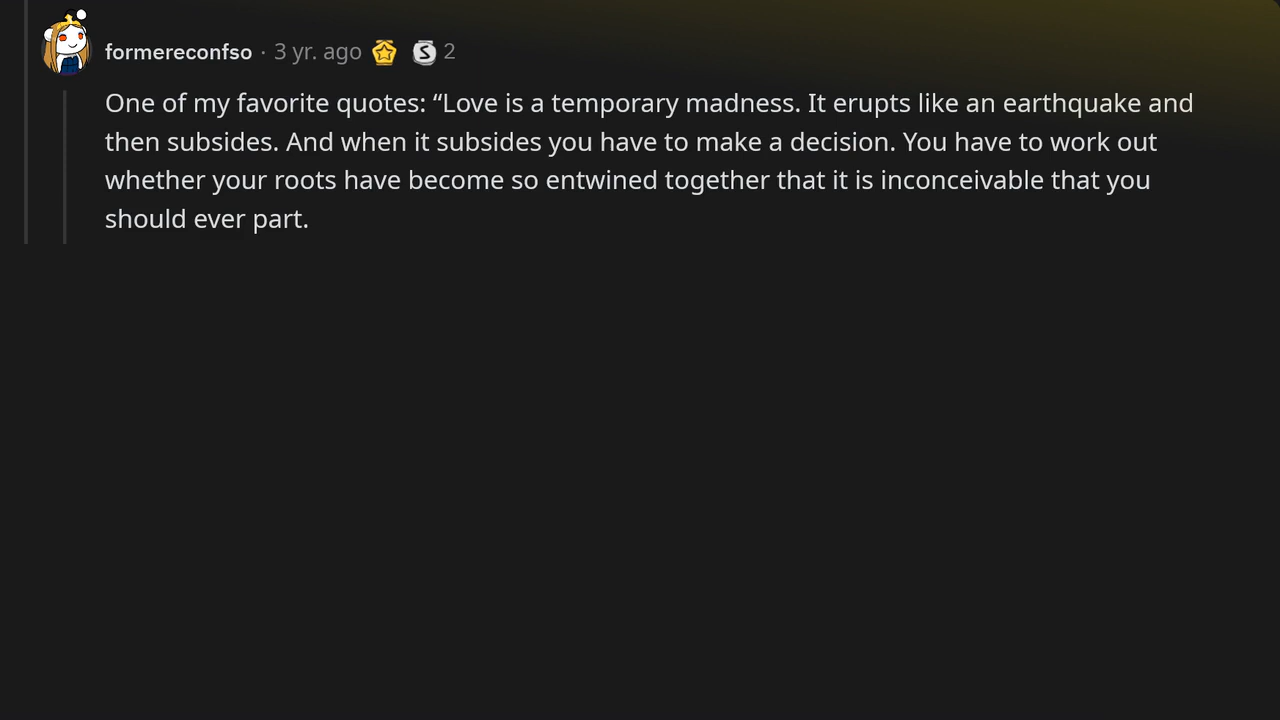 formereconfso · 3 yr. ago 2
One of my favorite quotes: “Love is a temporary madness. It erupts like an earthquake and
then subsides. And when it subsides you have to make a decision. You have to work out
whether your roots have become so entwined together that it is inconceivable that you
should ever part.